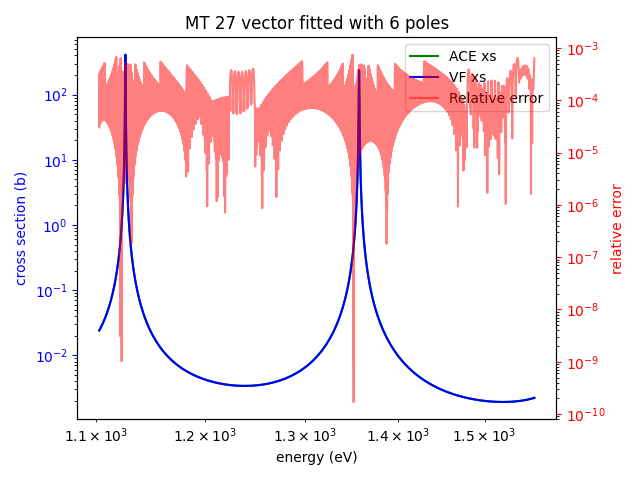 MT 27 vector fitted with 6 poles
ACE xs
VF xs
Relative error
10²
10¹
10⁰
10⁻¹
10⁻²
cross section (b)
10⁻³
10⁻⁴
10⁻⁵
10⁻⁶
10⁻⁷
10⁻⁸
10⁻⁹
10⁻¹⁰
relative error
1.1 × 10³ 1.2 × 10³ 1.3 × 10³ 1.4 × 10³ 1.5 × 10³
energy (eV)